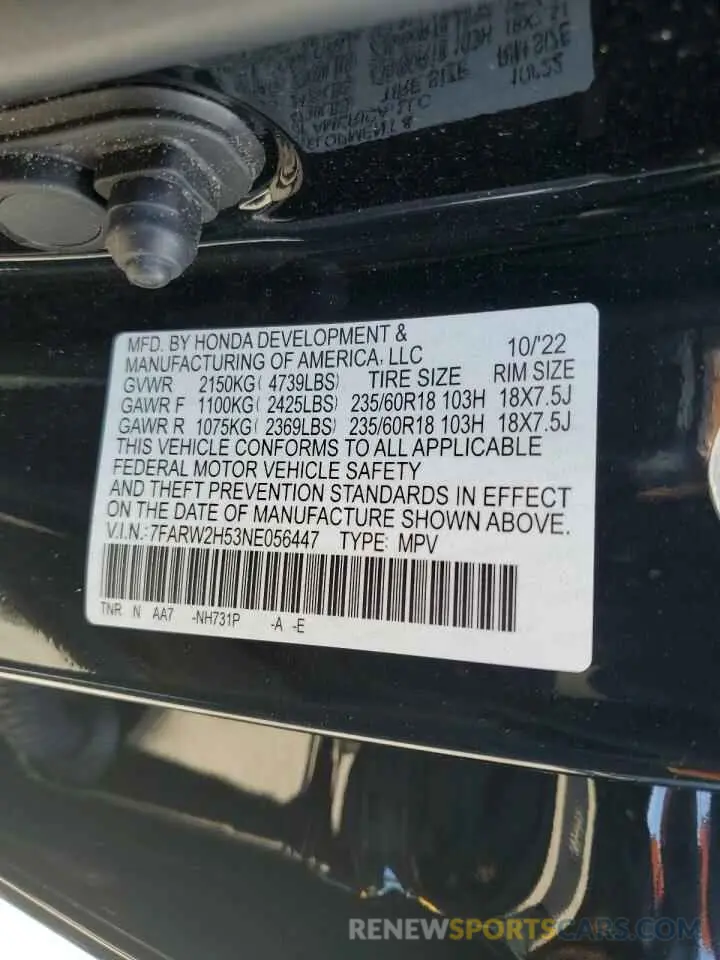 MFD. BY HONDA DEVELOPMENT & 10/'22
MANUFACTURING OF AMERICA, LLC RIM SIZE
GVWR 2150KG( 4739LBS) TIRE SIZE
GAWR F 1100KG( 2425LBS) 235/60R18 103H 18X7.5J
GAWR R 1075KG( 2369LBS) 235/60R18 103H 18X7.5J
THIS VEHICLE CONFORMS TO ALL APPLICABLE
FEDERAL MOTOR VEHICLE SAFETY
AND THEFT PREVENTION STANDARDS IN EFFECT
ON THE DATE OF MANUFACTURE SHOWN ABOVE.
V.I.N.:7FARW2H53NE056447 TYPE: MPV
TNR N AA7 -NH731P -A -E
RENEWSPORTSCARS.COM